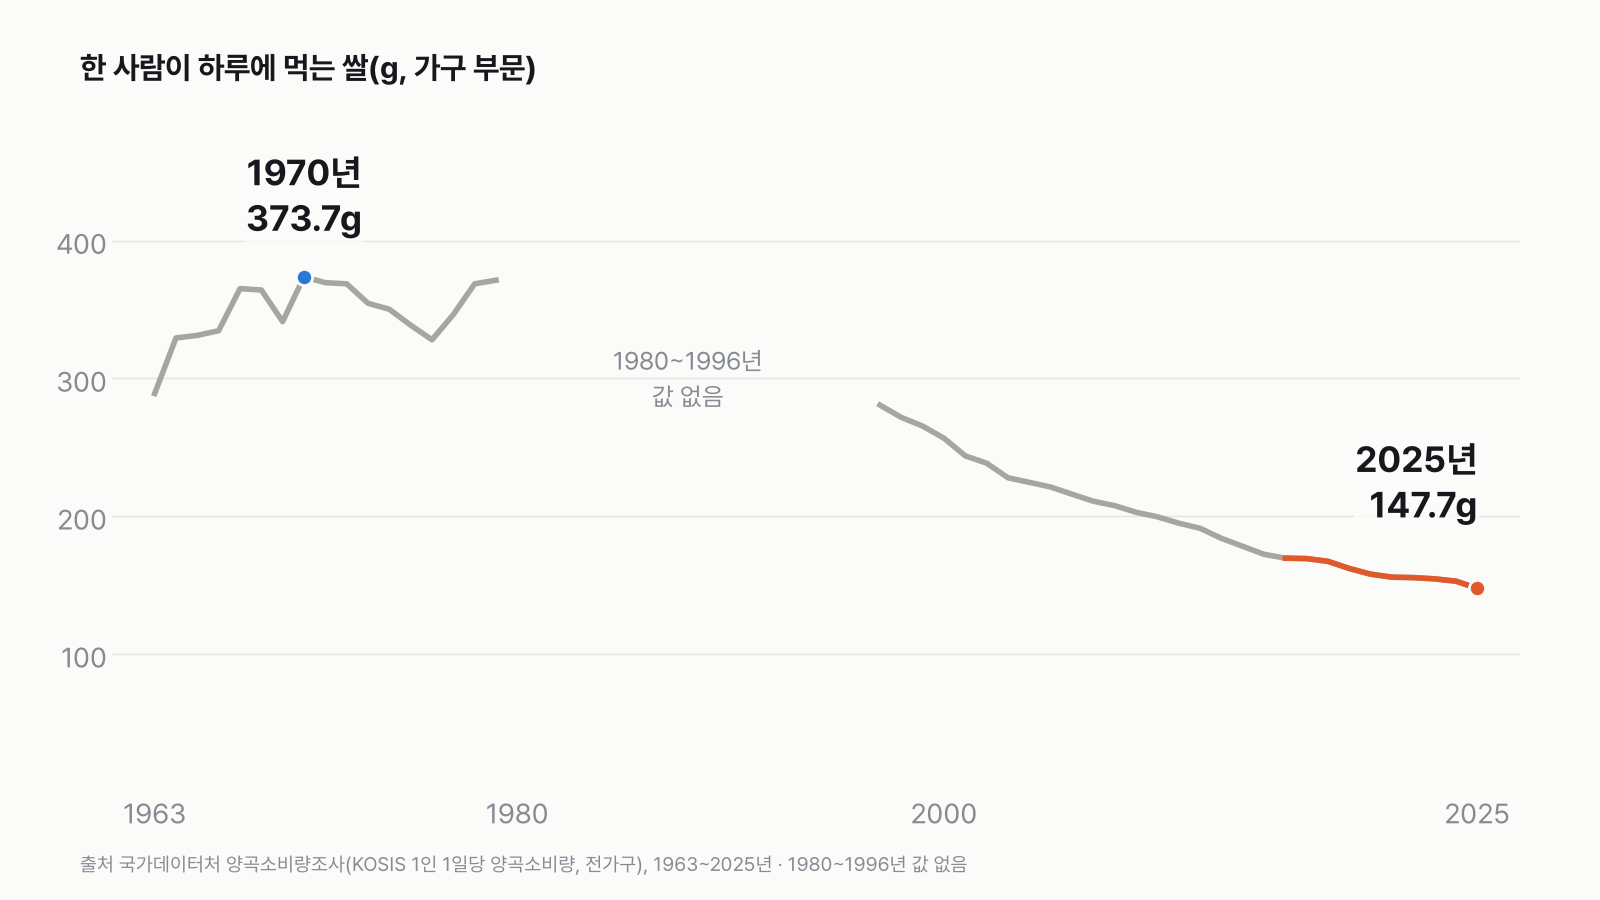 한 사람이 하루에 먹는 쌀(g, 가구 부문)
1970년
373.7g
400
300
200
100
1980~1996년
값 없음
2025년
147.7g
1963
1980
2000
2025
출처 국가데이터처 양곡소비량조사(KOSIS 1인 1일당 양곡소비량, 전가구), 1963~2025년 · 1980~1996년 값 없음